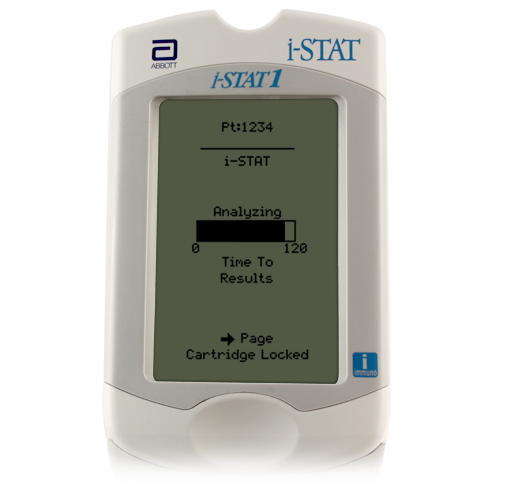 ABBOTT
i-STAT
i-STAT1
Pt:1234
i-STAT
Analyzing
0 120
Time To
Results
→ Page
Cartridge Locked
i
immuno